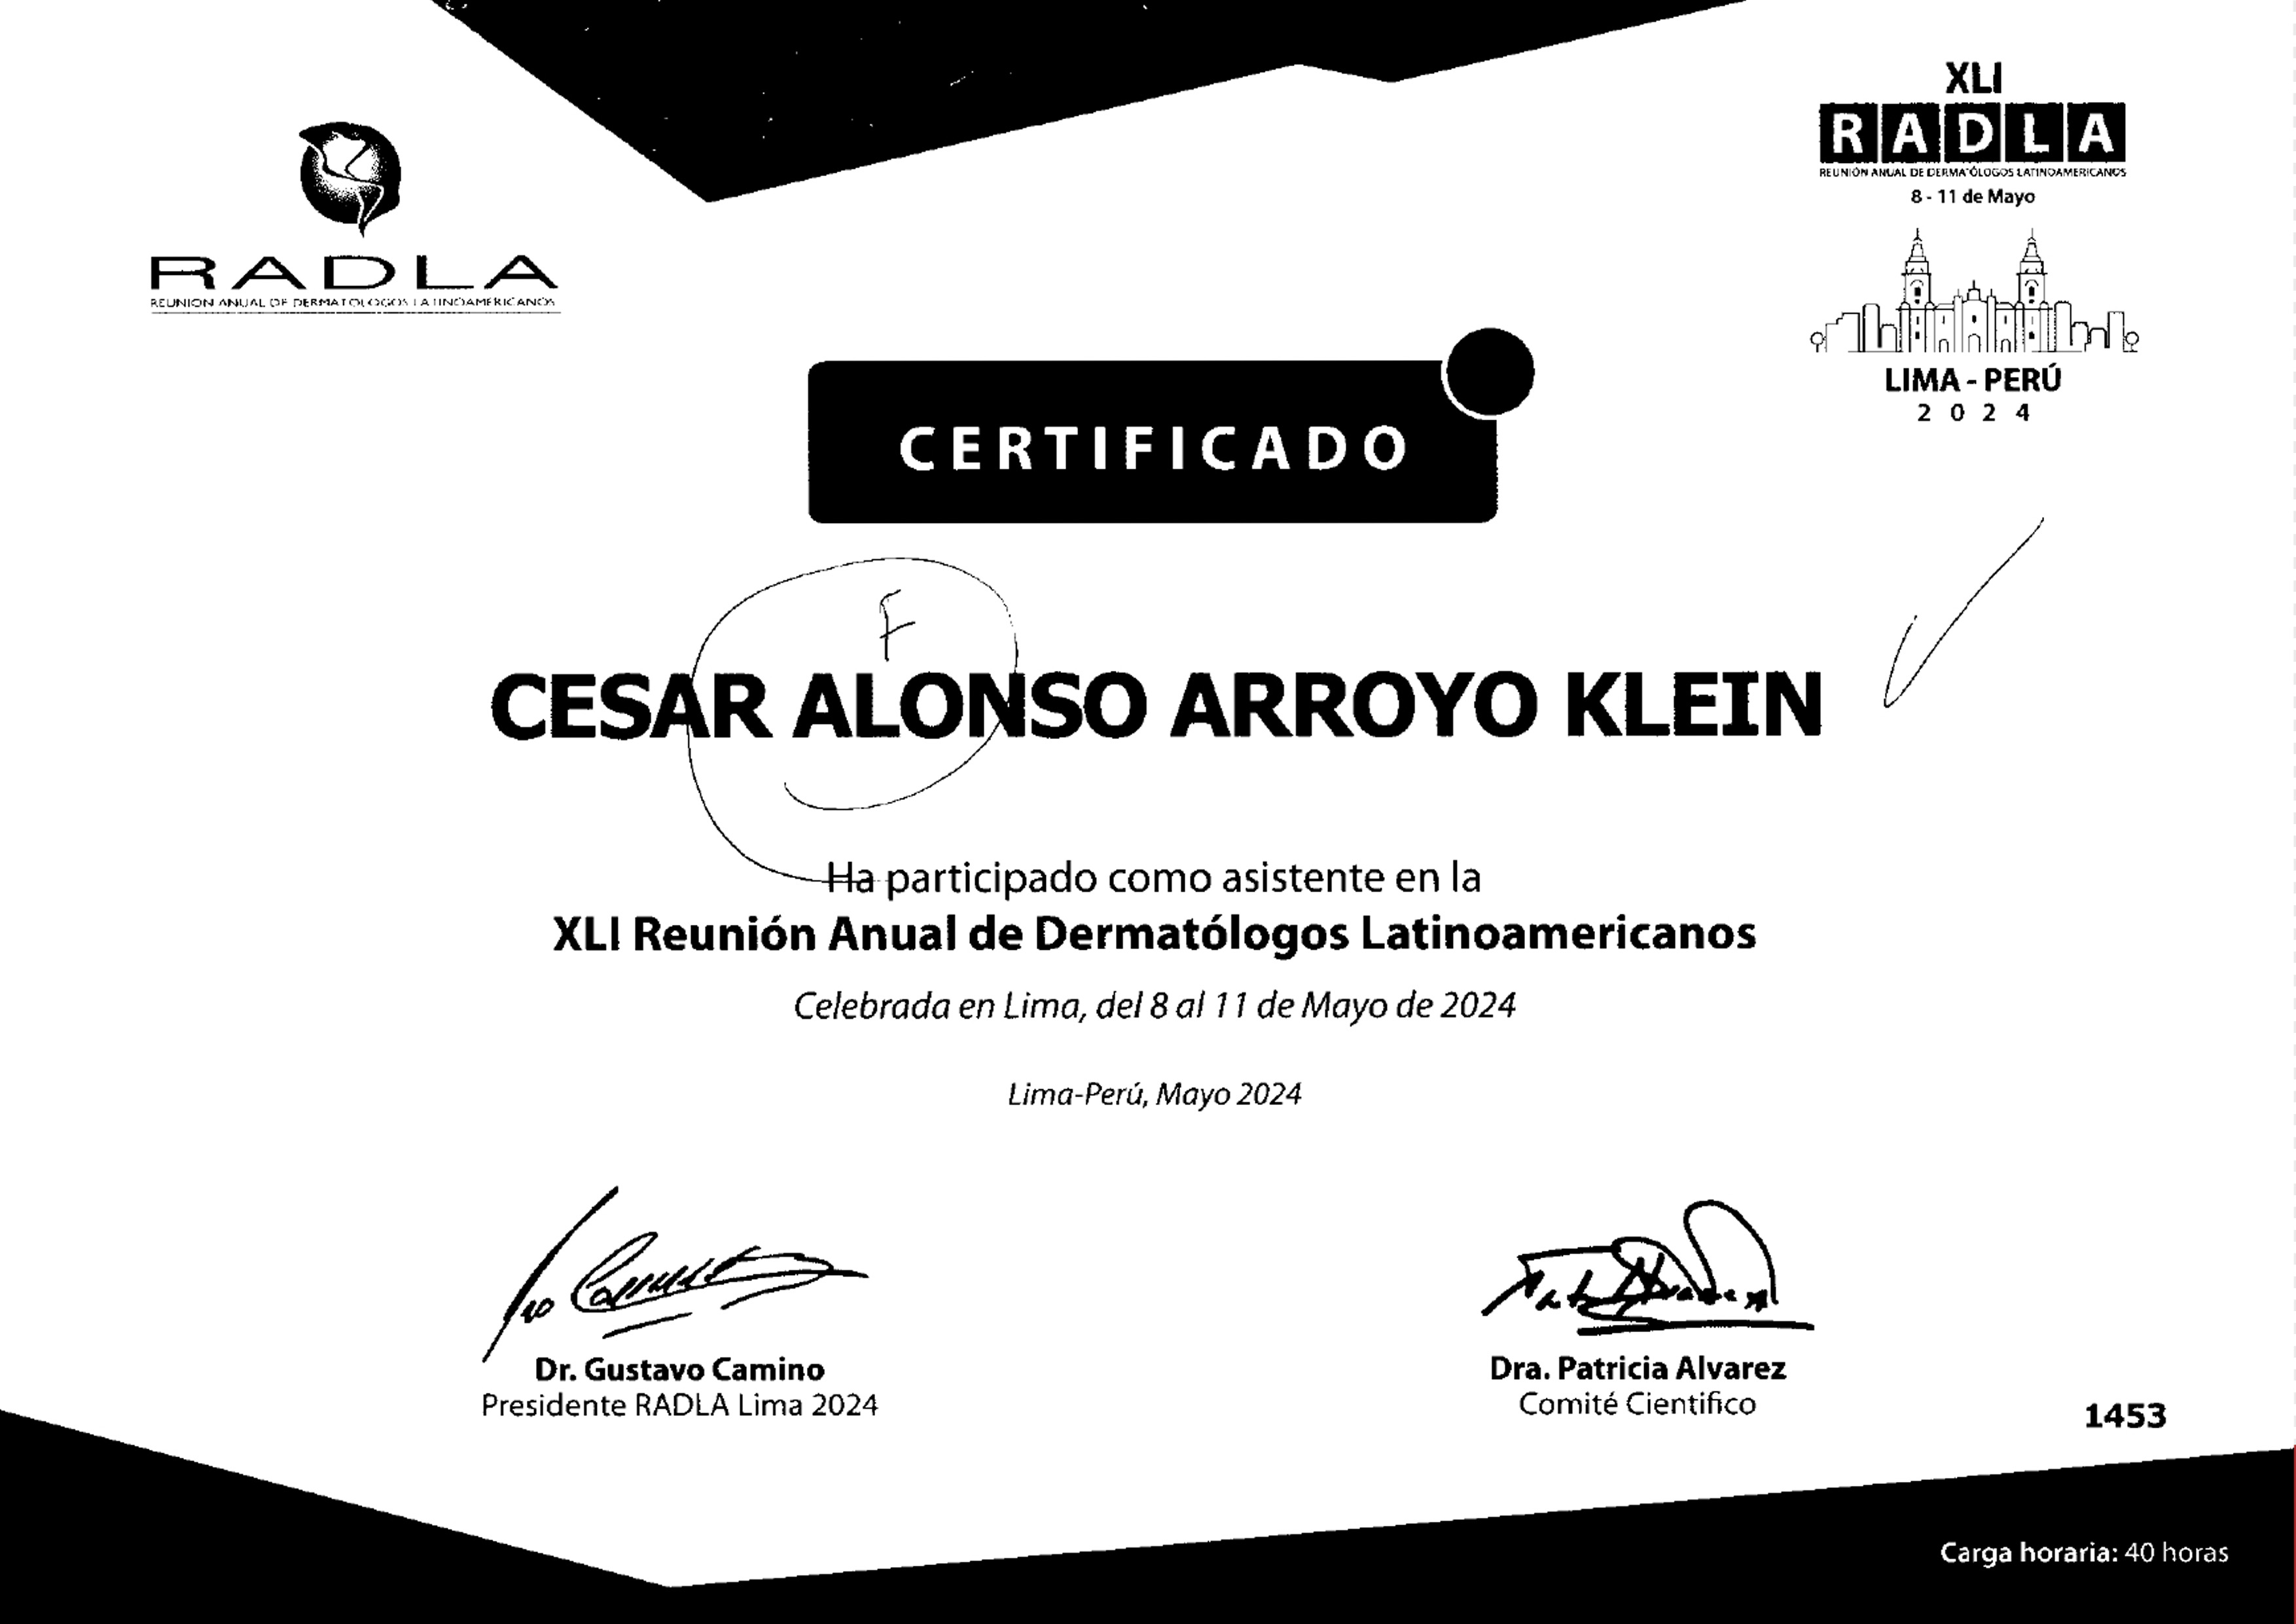 RADLA
REUNION ANUAL DE DERMATOLOGOS LATINOAMERICANOS
XLI
RADLA
REUNIÓN ANUAL DE DERMATÓLOGOS LATINOAMERICANOS
8 - 11 de Mayo
LIMA - PERÚ
2024
CERTIFICADO
F
CESAR ALONSO ARROYO KLEIN
Ha participado como asistente en la
XLI Reunión Anual de Dermatólogos Latinoamericanos
Celebrada en Lima, del 8 al 11 de Mayo de 2024
Lima-Perú, Mayo 2024
Dr. Gustavo Camino
Presidente RADLA Lima 2024
Dra. Patricia Alvarez
Comité Cientifico
1453
Carga horaria: 40 horas